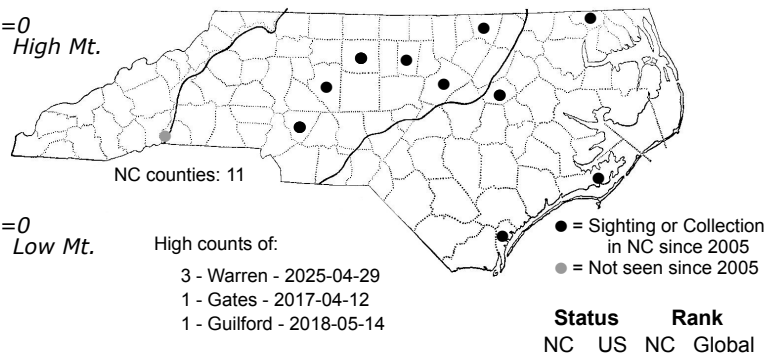 =0
High Mt.
NC counties: 11
=0
Low Mt.
High counts of:
3 - Warren - 2025-04-29
1 - Gates - 2017-04-12
1 - Guilford - 2018-05-14
= Sighting or Collection
in NC since 2005
= Not seen since 2005
Status Rank
NC US NC Global